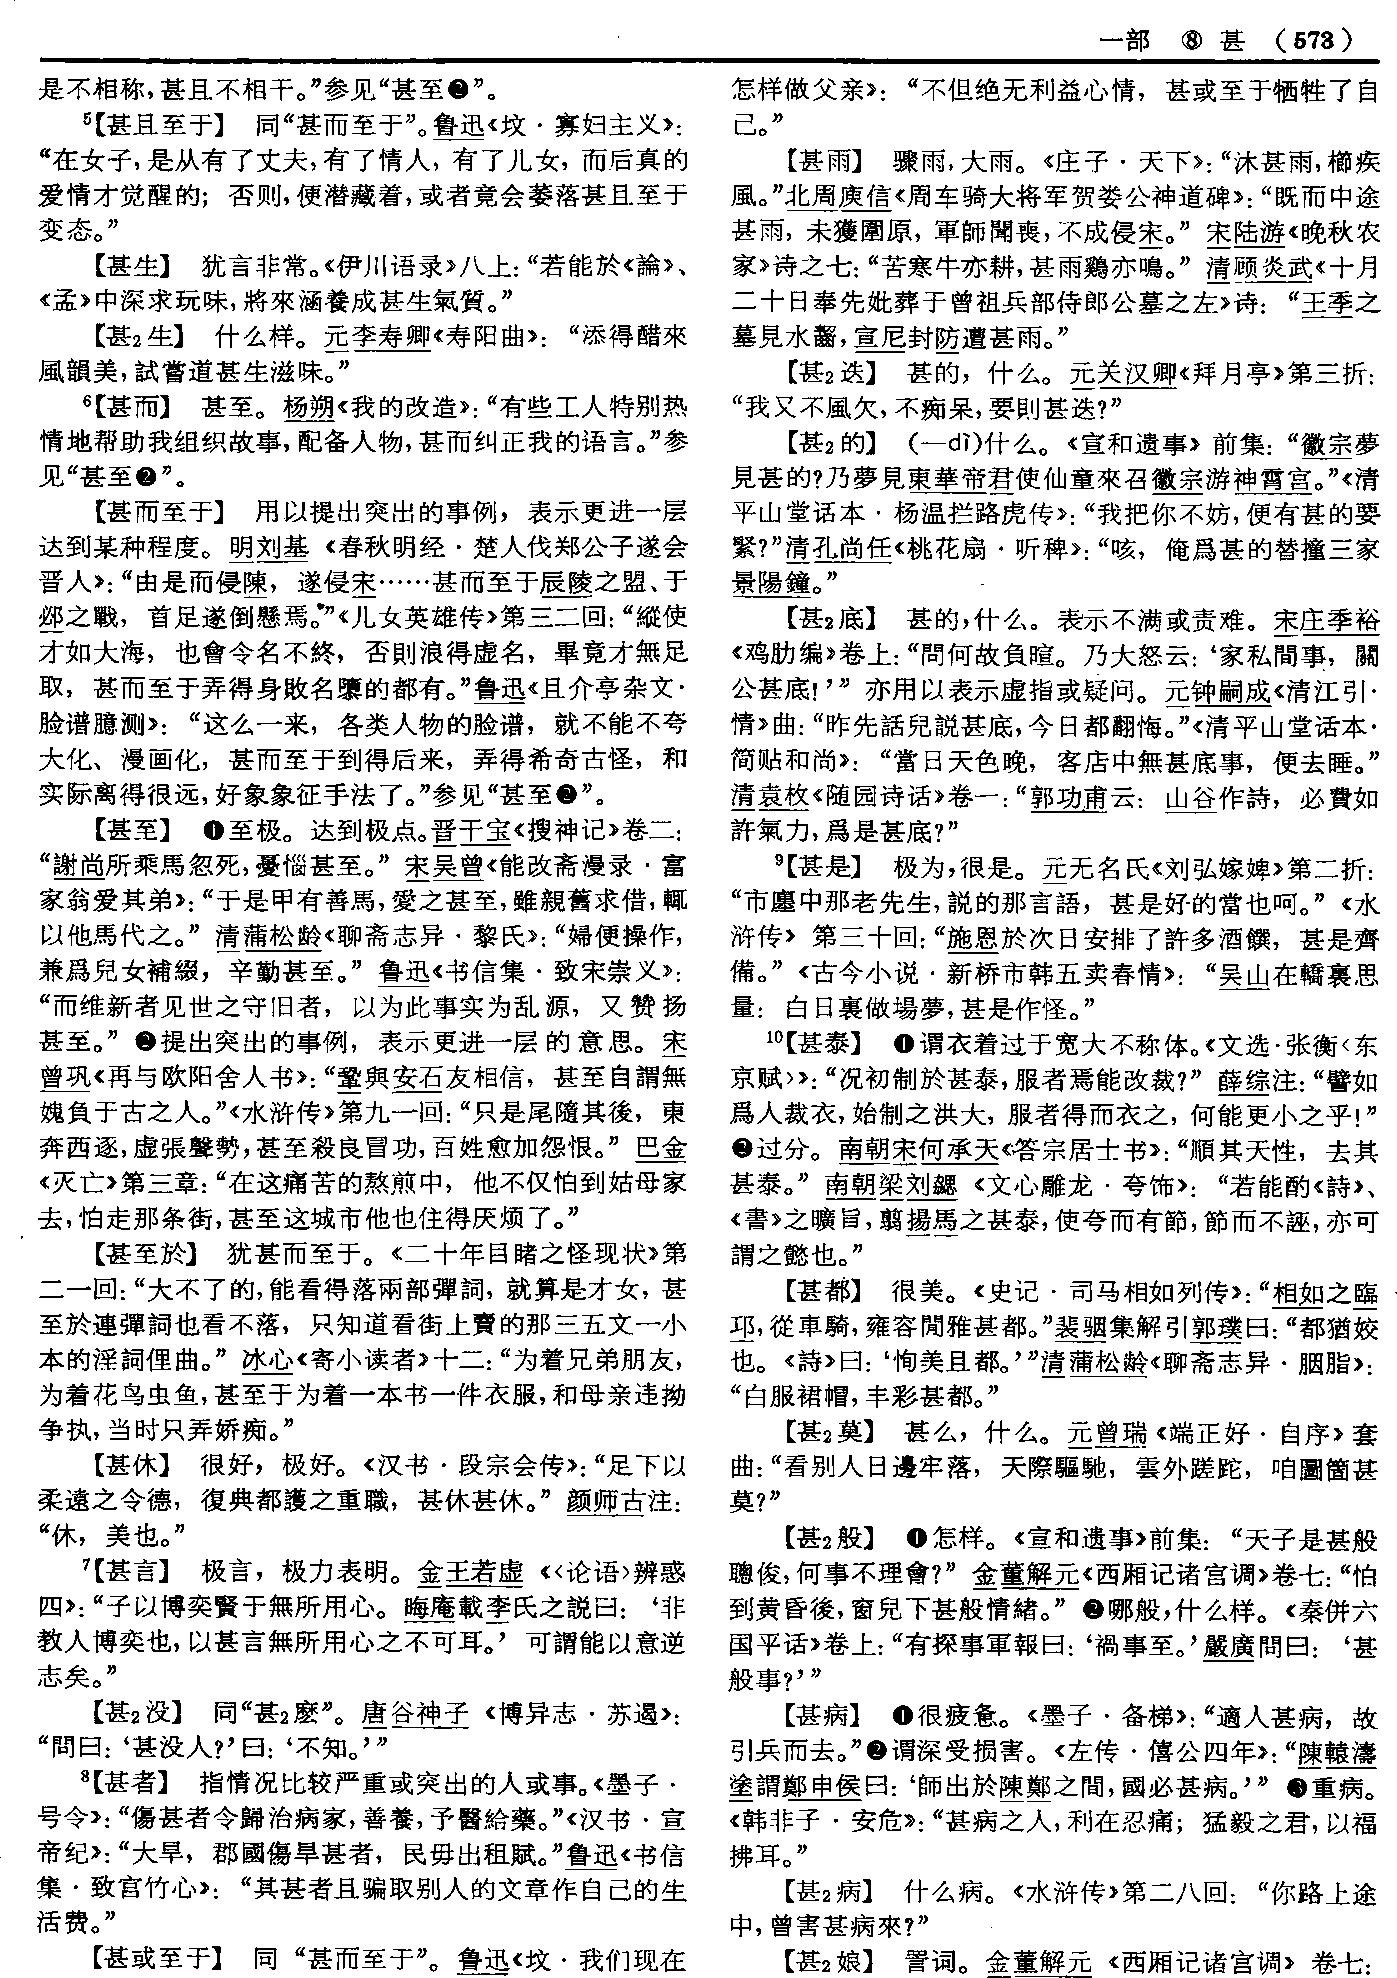 一部 ⑧ 甚 （573）
是不相称，甚且不相干。”参见“甚至❷”。
5【甚且至于】 同“甚而至于”。鲁迅《坟·寡妇主义》：
“在女子，是从有了丈夫，有了情人，有了儿女，而后真的
爱情才觉醒的；否则，便潜藏着，或者竟会萎落甚且至于
变态。”
【甚生】 犹言非常。《伊川语录》八上：“若能於《論》、
《孟》中深求玩味，將來涵養成甚生氣質。”
【甚2生】 什么样。元李寿卿《寿阳曲》：“添得醋來
風韻美，試嘗道甚生滋味。”
6【甚而】 甚至。杨朔《我的改造》：“有些工人特别热
情地帮助我组织故事，配备人物，甚而纠正我的语言。”参
见“甚至❷”。
【甚而至于】 用以提出突出的事例，表示更进一层
达到某种程度。明刘基《春秋明经·楚人伐郑公子遂会
晋人》：“由是而侵陳，遂侵宋……甚而至于辰陵之盟、于
邲之戰，首足遂倒懸焉。”《儿女英雄传》第三二回：“縱使
才如大海，也會令名不終，否則浪得虚名，畢竟才無足
取，甚而至于弄得身敗名隳的都有。”鲁迅《且介亭杂文·
脸谱臆测》：“这么一来，各类人物的脸谱，就不能不夸
大化、漫画化，甚而至于到得后来，弄得希奇古怪，和
实际离得很远，好象象征手法了。”参见“甚至❷”。
【甚至】 ❶至极。达到极点。晋干宝《搜神记》卷二：
“謝尚所乘馬忽死，憂惱甚至。”宋吴曾《能改斋漫录·富
家翁爱其弟》：“于是甲有善馬，愛之甚至，雖親舊求借，輒
以他馬代之。”清蒲松龄《聊斋志异·黎氏》：“婦便操作，
兼爲兒女補綴，辛勤甚至。”鲁迅《书信集·致宋崇义》：
“而维新者见世之守旧者，以为此事实为乱源，又赞扬
甚至。”❷提出突出的事例，表示更进一层的意思。宋
曾巩《再与欧阳舍人书》：“鞏與安石友相信，甚至自謂無
媿負于古之人。”《水浒传》第九一回：“只是尾隨其後，東
奔西逐，虚張聲勢，甚至殺良冒功，百姓愈加怨恨。”巴金
《灭亡》第三章：“在这痛苦的熬煎中，他不仅怕到姑母家
去，怕走那条街，甚至这城市他也住得厌烦了。”
【甚至於】 犹甚而至于。《二十年目睹之怪现状》第
二一回：“大不了的，能看得落兩部彈詞，就算是才女，甚
至於連彈詞也看不落，只知道看街上賣的那三五文一小
本的淫詞俚曲。”冰心《寄小读者》十二：“为着兄弟朋友，
为着花鸟虫鱼，甚至于为着一本书一件衣服，和母亲违拗
争执，当时只弄娇痴。”
【甚休】 很好，极好。《汉书·段宗会传》：“足下以
柔遠之令德，復典都護之重職，甚休甚休。”颜师古注：
“休，美也。”
7【甚言】 极言，极力表明。金王若虚《〈论语〉辨惑
四》：“子以博奕賢于無所用心。晦庵載李氏之説曰：‘非
教人博奕也，以甚言無所用心之不可耳。’可謂能以意逆
志矣。”
【甚2没】 同“甚2麽”。唐谷神子《博异志·苏遏》：
“問曰：‘甚没人？’曰：‘不知。’”
8【甚者】 指情况比较严重或突出的人或事。《墨子·
号令》：“傷甚者令歸治病家，善養，予醫給藥。”《汉书·宣
帝纪》：“大旱，郡國傷旱甚者，民毋出租賦。”鲁迅《书信
集·致宫竹心》：“其甚者且骗取别人的文章作自己的生
活费。”
【甚或至于】 同“甚而至于”。鲁迅《坟·我们现在
怎样做父亲》：“不但绝无利益心情，甚或至于牺牲了自
己。”
【甚雨】 骤雨，大雨。《庄子·天下》：“沐甚雨，櫛疾
風。”北周庾信《周车骑大将军贺娄公神道碑》：“既而中途
甚雨，未獲圍原，軍師聞喪，不成侵宋。”宋陆游《晚秋农
家》诗之七：“苦寒牛亦耕，甚雨鷄亦鳴。”清顾炎武《十月
二十日奉先妣葬于曾祖兵部侍郎公墓之左》诗：“王季之
墓見水齧，宣尼封防遭甚雨。”
【甚2迭】 甚的，什么。元关汉卿《拜月亭》第三折：
“我又不風欠，不痴呆，要則甚迭？”
【甚2的】 （—dì）什么。《宣和遗事》前集：“徽宗夢
見甚的？乃夢見東華帝君使仙童來召徽宗游神霄宫。”《清
平山堂话本·杨温拦路虎传》：“我把你不妨，便有甚的要
緊？”清孔尚任《桃花扇·听稗》：“咳，俺爲甚的替撞三家
景陽鐘。”
【甚2底】 甚的，什么。表示不满或责难。宋庄季裕
《鸡肋编》卷上：“問何故負暄。乃大怒云：‘家私間事，關
公甚底！’”亦用以表示虚指或疑问。元钟嗣成《清江引·
情》曲：“昨先話兒説甚底，今日都翻悔。”《清平山堂话本·
简贴和尚》：“當日天色晚，客店中無甚底事，便去睡。”
清袁枚《随园诗话》卷一：“郭功甫云：山谷作詩，必費如
許氣力，爲是甚底？”
9【甚是】 极为，很是。元无名氏《刘弘嫁婢》第二折：
“市廛中那老先生，説的那言語，甚是好的當也呵。”《水
浒传》第三十回：“施恩於次日安排了許多酒饌，甚是齊
備。”《古今小说·新桥市韩五卖春情》：“吴山在轎裏思
量：白日裏做場夢，甚是作怪。”
10【甚泰】 ❶谓衣着过于宽大不称体。《文选·张衡〈东
京赋〉》：“况初制於甚泰，服者焉能改裁？”薛综注：“譬如
爲人裁衣，始制之洪大，服者得而衣之，何能更小之乎！”
❷过分。南朝宋何承天《答宗居士书》：“順其天性，去其
甚泰。”南朝梁刘勰《文心雕龙·夸饰》：“若能酌《詩》、
《書》之曠旨，翦揚馬之甚泰，使夸而有節，節而不誣，亦可
謂之懿也。”
【甚都】 很美。《史记·司马相如列传》：“相如之臨
邛，從車騎，雍容閒雅甚都。”裴骃集解引郭璞曰：“都猶姣
也。《詩》曰：‘恂美且都。’”清蒲松龄《聊斋志异·胭脂》：
“白服裙帽，丰彩甚都。”
【甚2莫】 甚么，什么。元曾瑞《端正好·自序》套
曲：“看别人日邊牢落，天際驅馳，雲外蹉跎，咱圖箇甚
莫？”
【甚2般】 ❶怎样。《宣和遗事》前集：“天子是甚般
聰俊，何事不理會？”金董解元《西厢记诸宫调》卷七：“怕
到黄昏後，窗兒下甚般情緒。”❷哪般，什么样。《秦併六
国平话》卷上：“有探事軍報曰：‘禍事至。’嚴廣問曰：‘甚
般事？’”
【甚病】 ❶很疲惫。《墨子·备梯》：“適人甚病，故
引兵而去。”❷谓深受损害。《左传·僖公四年》：“陳轅濤
塗謂鄭申侯曰：‘師出於陳鄭之間，國必甚病。’”❸重病。
《韩非子·安危》：“甚病之人，利在忍痛；猛毅之君，以福
拂耳。”
【甚2病】 什么病。《水浒传》第二八回：“你路上途
中，曾害甚病來？”
【甚2娘】 詈词。金董解元《西厢记诸宫调》卷七：